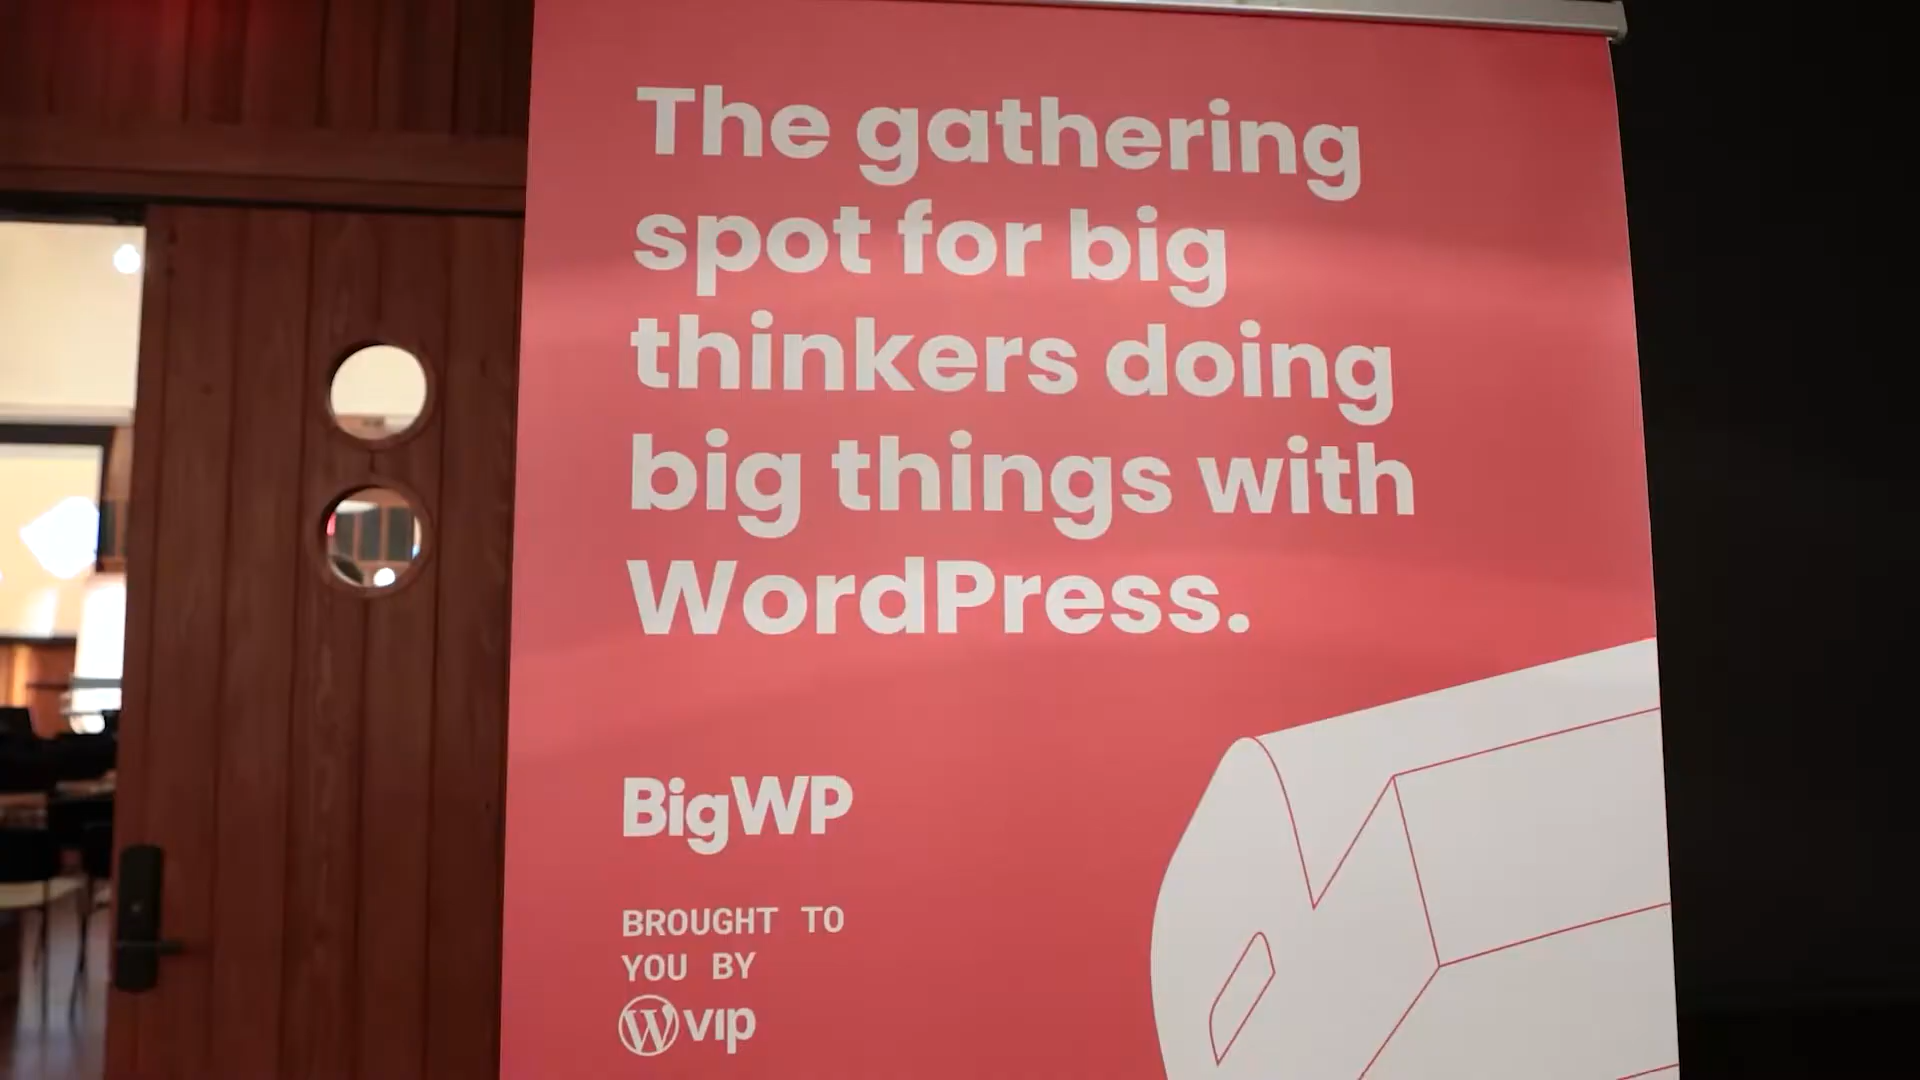 The gathering
spot for big
thinkers doing
big things with
WordPress.
BigWP
BROUGHT TO
YOU BY
W vip